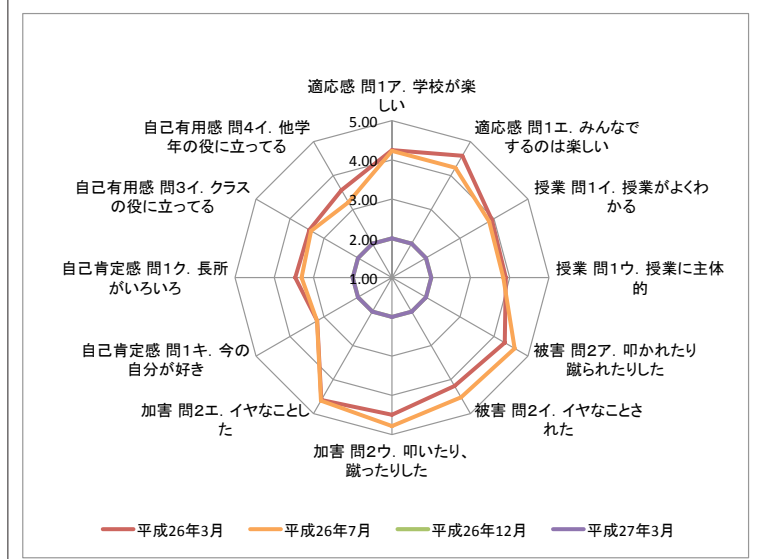 適応感 問1ア．学校が楽
しい
適応感 問1エ．みんなで
するのは楽しい
授業 問1イ．授業がよくわ
かる
授業 問1ウ．授業に主体
的
被害 問2ア．叩かれたり
蹴られたりした
被害 問2イ．イヤなことさ
れた
加害 問2ウ．叩いたり、
蹴ったりした
加害 問2エ．イヤなことし
た
自己肯定感 問1キ．今の
自分が好き
自己肯定感 問1ク．長所
がいろいろ
自己有用感 問3イ．クラス
の役に立ってる
自己有用感 問4イ．他学
年の役に立ってる
5.00
4.00
3.00
2.00
1.00
平成26年3月
平成26年7月
平成26年12月
平成27年3月